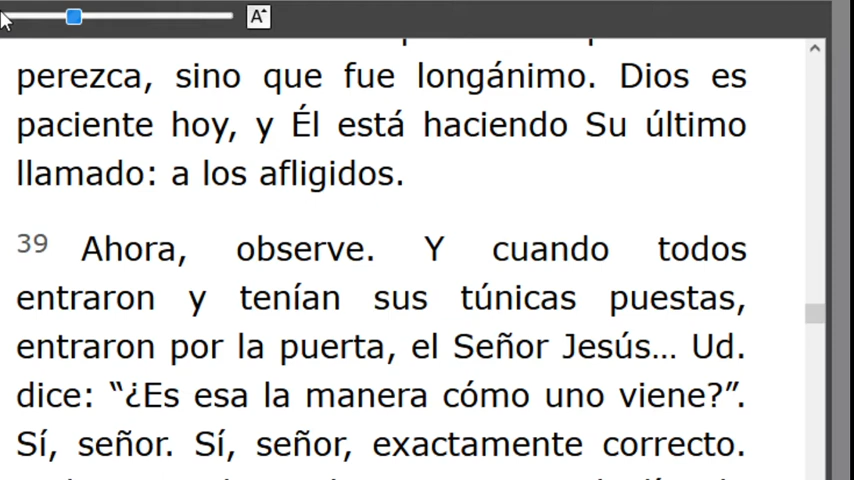 A
perezca, sino que fue longánimo. Dios es
paciente hoy, y Él está haciendo Su último
llamado: a los afligidos.
39 Ahora, observe. Y cuando todos
entraron y tenían sus túnicas puestas,
entraron por la puerta, el Señor Jesús... Ud.
dice: “¿Es esa la manera cómo uno viene?”.
Sí, señor. Sí, señor, exactamente correcto.